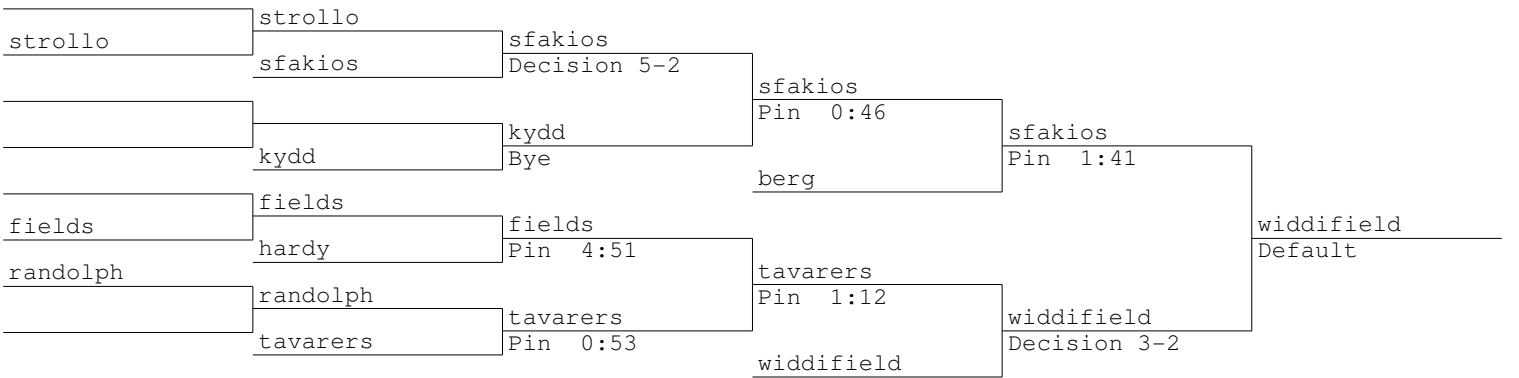 strollo
strollo
sfakios
sfakios
Decision 5-2
kydd
kydd
Bye
sfakios
Pin 0:46
berg
sfakios
Pin 1:41
fields
fields
hardy
fields
Pin 4:51
randolph
randolph
tavarers
tavarers
Pin 0:53
tavarers
Pin 1:12
widdifield
widdifield
Decision 3-2
widdifield
Default